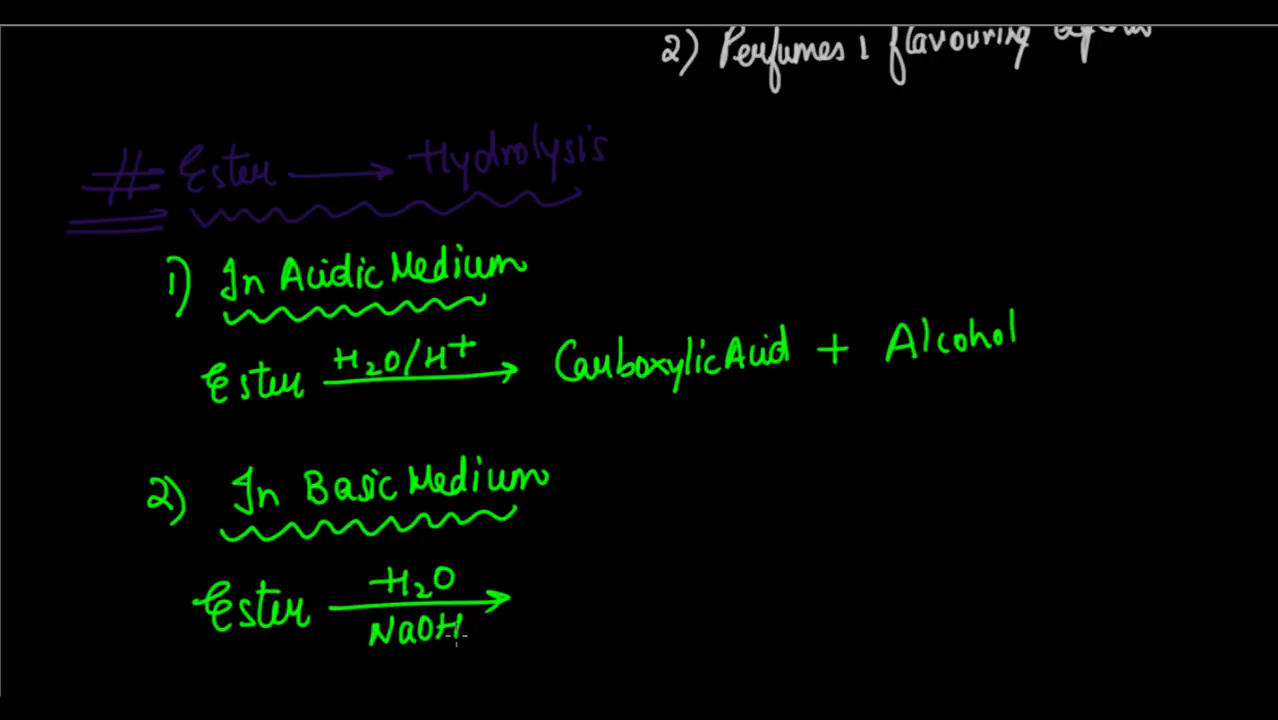 2) Perfumes & flavouring agents
# Ester → Hydrolysis
1) In Acidic Medium
Ester H₂O/H⁺ → Carboxylic Acid + Alcohol
2) In Basic Medium
Ester H₂O NaOH →